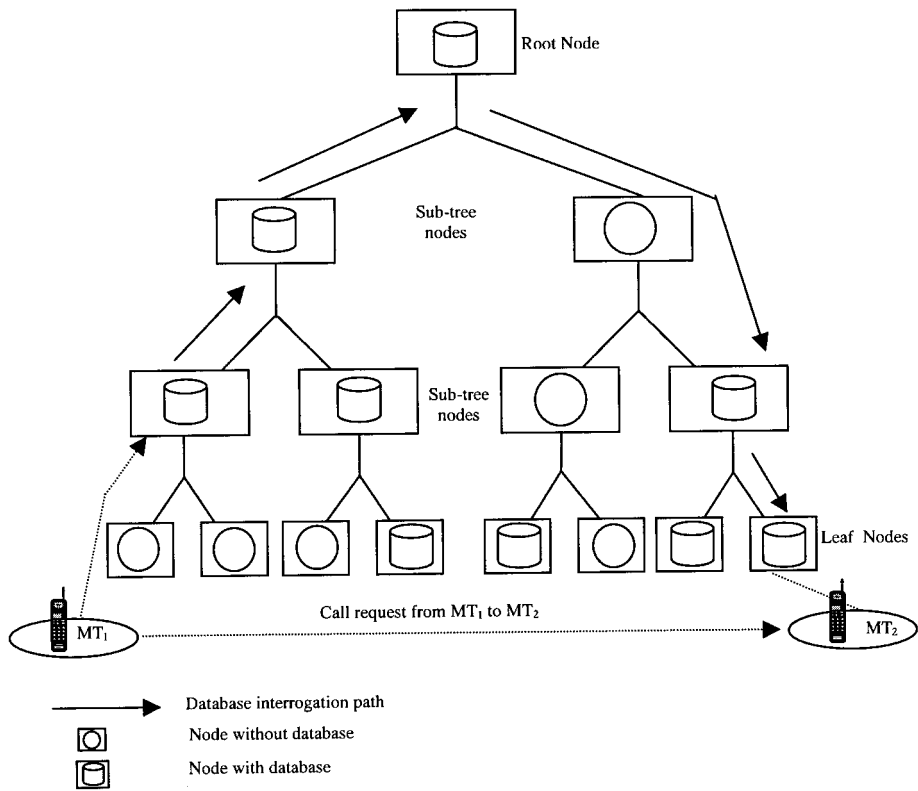 Root Node
Sub-tree
nodes
Sub-tree
nodes
Leaf Nodes
Call request from MT₁ to MT₂
MT₁
MT₂
Database interrogation path
Node without database
Node with database